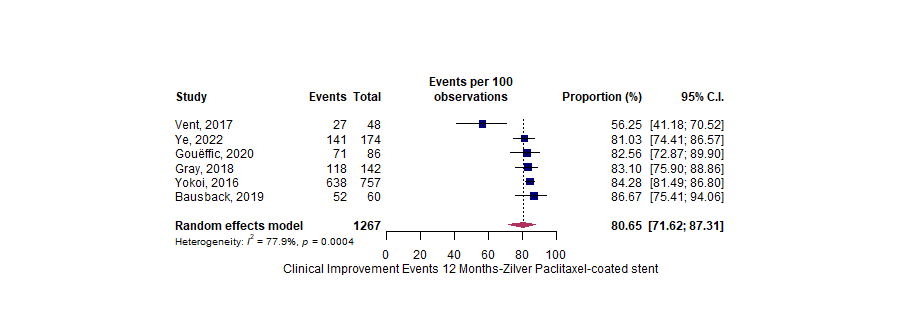 Events per 100
Study Events Total observations Proportion (%) 95% C.I.
Vent, 2017 27 48 56.25 [41.18; 70.52]
Ye, 2022 141 174 81.03 [74.41; 86.57]
Gouëffic, 2020 71 86 82.56 [72.87; 89.90]
Gray, 2018 118 142 83.10 [75.90; 88.86]
Yokoi, 2016 638 757 84.28 [81.49; 86.80]
Bausback, 2019 52 60 86.67 [75.41; 94.06]
Random effects model 1267 80.65 [71.62; 87.31]
Heterogeneity: I² = 77.9%, p = 0.0004
0 20 40 60 80 100
Clinical Improvement Events 12 Months-Zilver Paclitaxel-coated stent